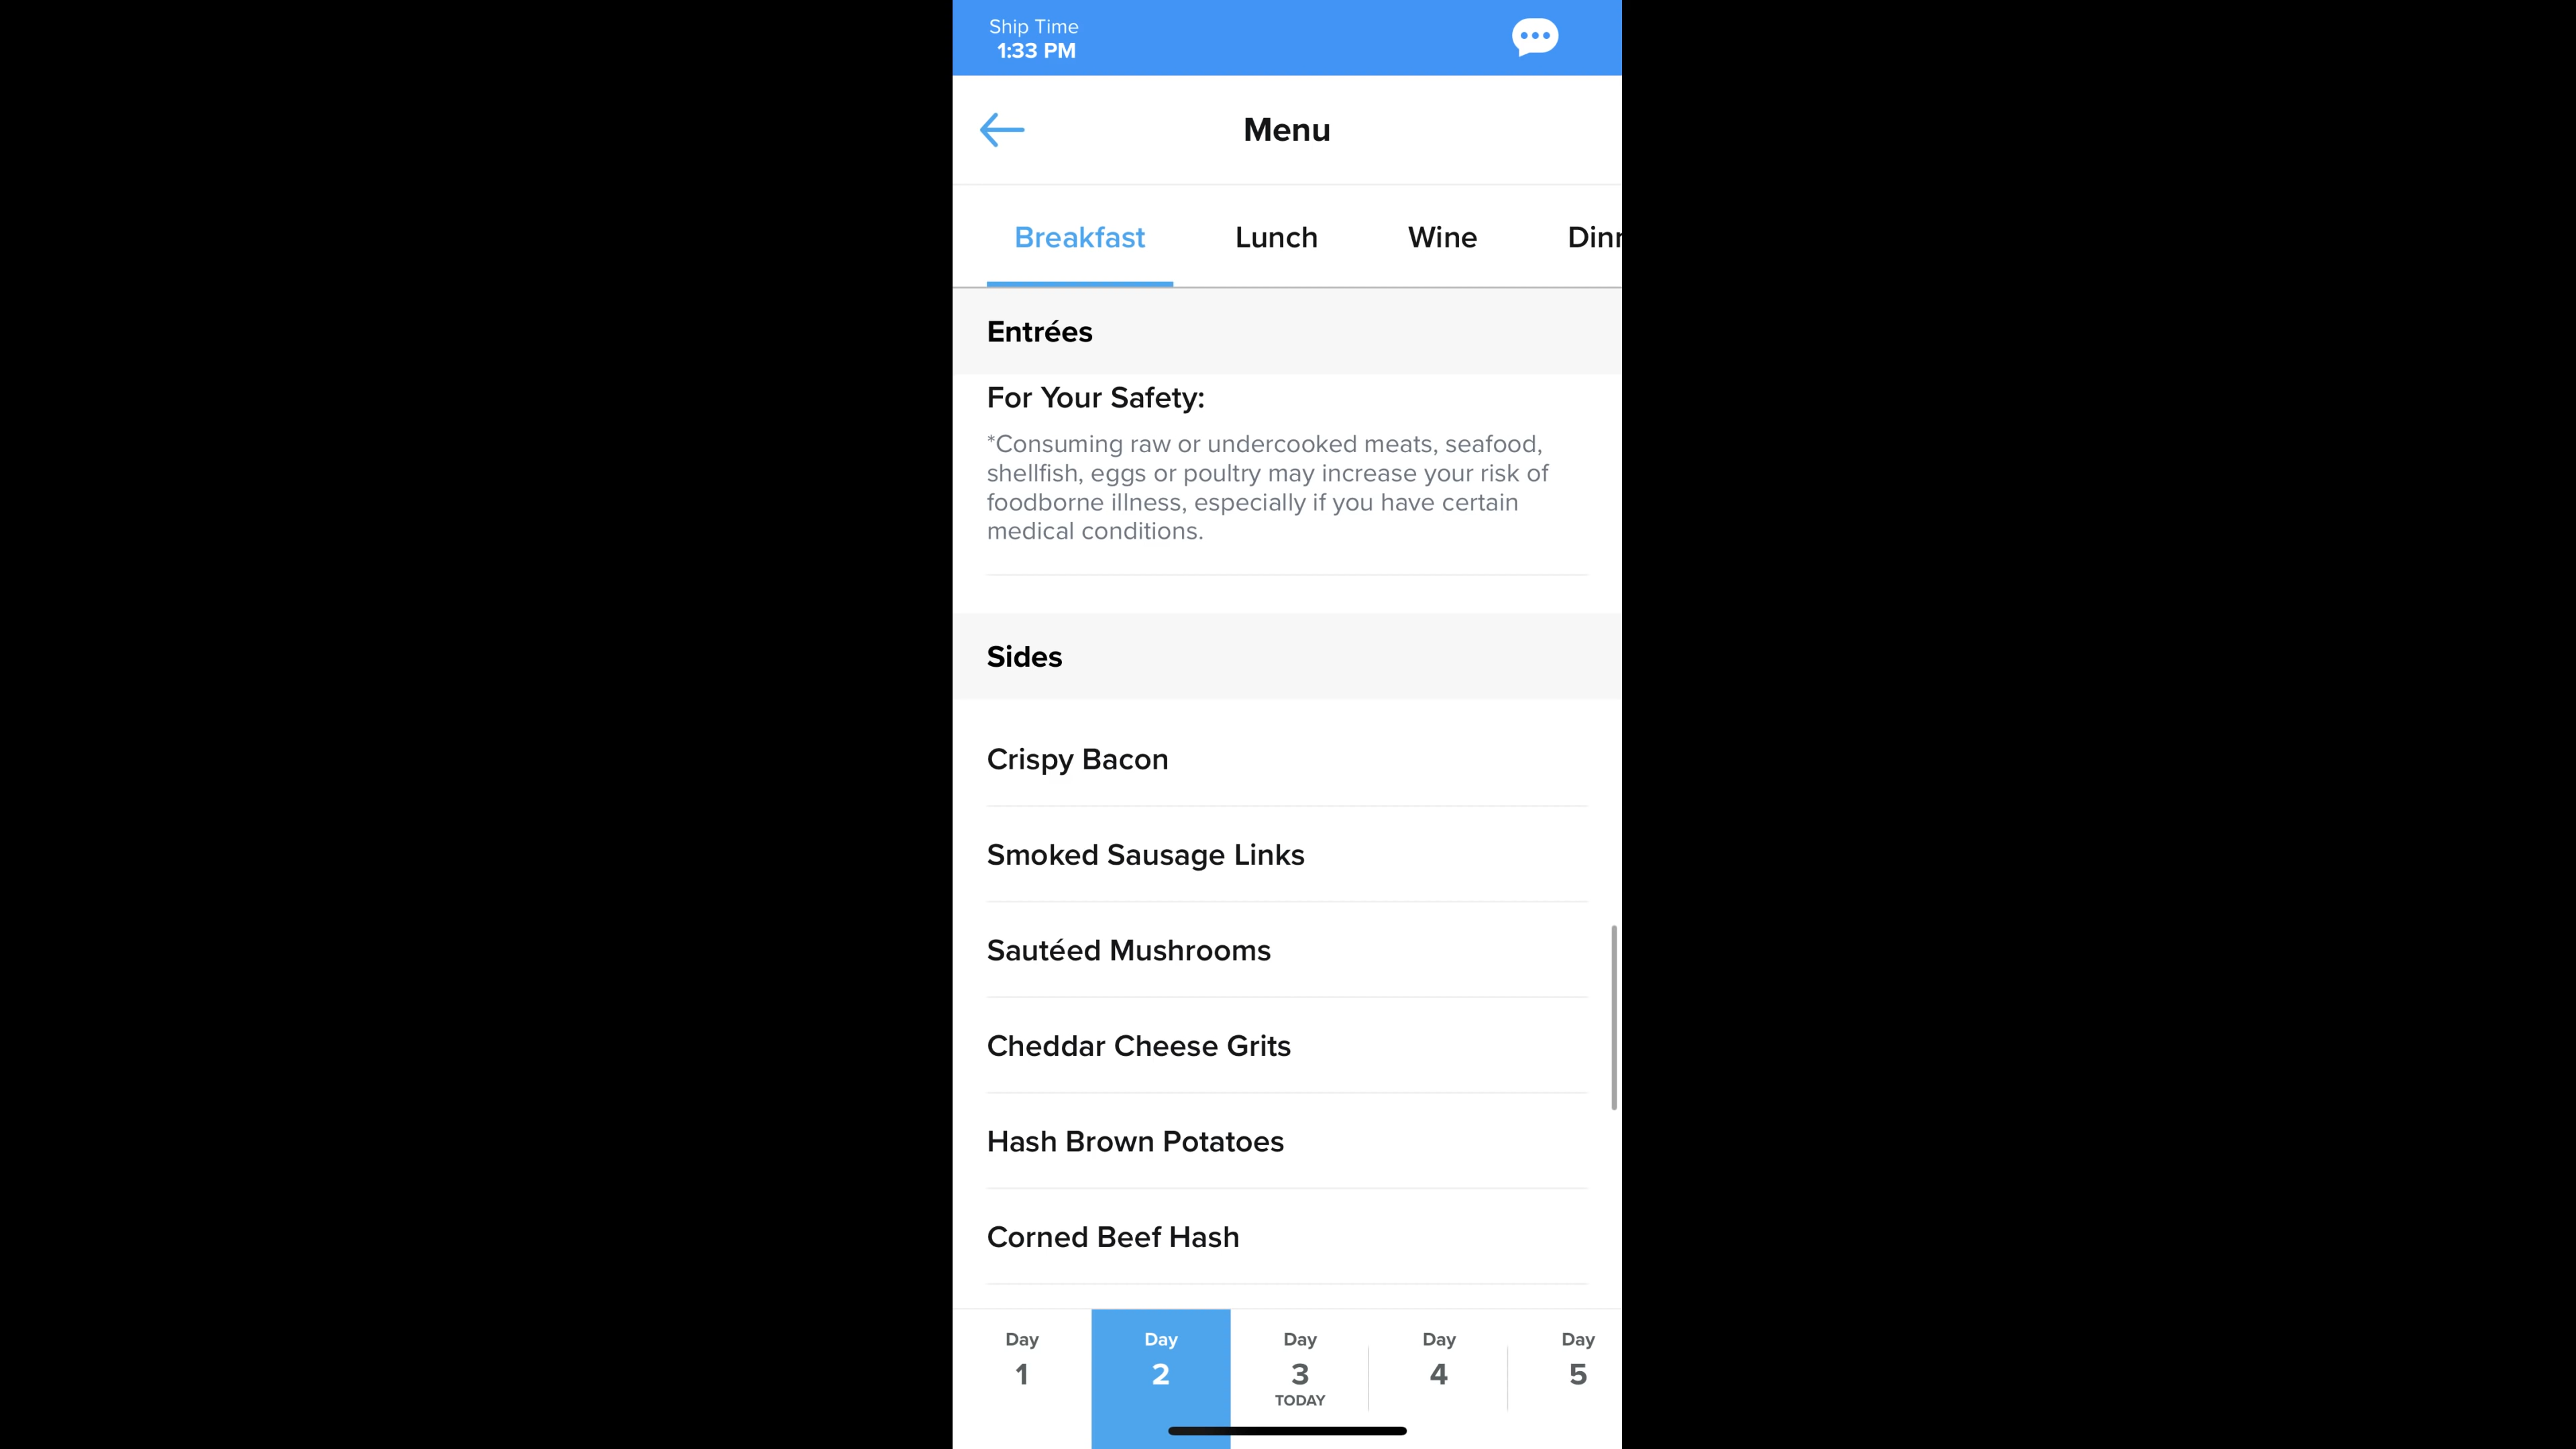 Ship Time
1:33 PM
Menu
Breakfast Lunch Wine Dinr
Entrées
For Your Safety:
*Consuming raw or undercooked meats, seafood,
shellfish, eggs or poultry may increase your risk of
foodborne illness, especially if you have certain
medical conditions.
Sides
Crispy Bacon
Smoked Sausage Links
Sautéed Mushrooms
Cheddar Cheese Grits
Hash Brown Potatoes
Corned Beef Hash
Day Day Day Day Day
1 2 3 4 5
TODAY